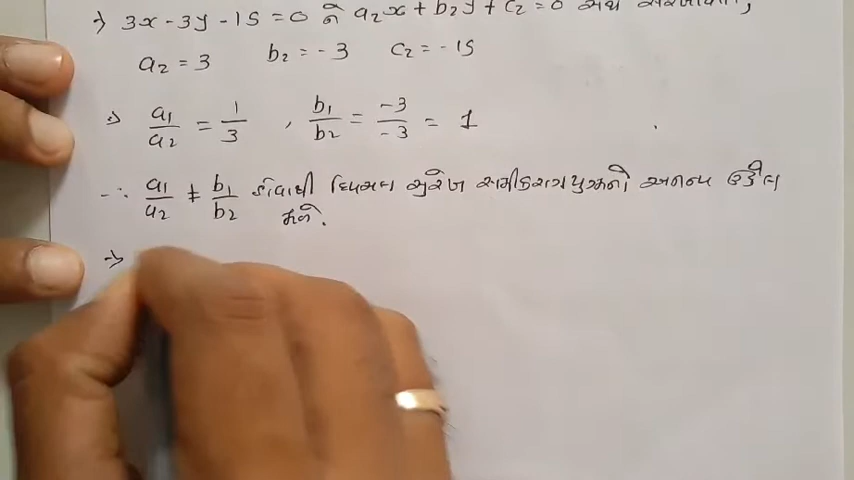 → 3x - 3y - 15 = 0 ને a₂x + b₂y + c₂ = 0 સાથે સરખાવતાં,
a₂ = 3 b₂ = - 3 c₂ = - 15
⇒ a₁/a₂ = 1/3 , b₁/b₂ = -3/-3 = 1
∴ a₁/a₂ ≠ b₁/b₂ હોવાથી દ્વિચલ સુરેખ સમીકરણયુગ્મનો અનન્ય ઉકેલ
મળે.
→